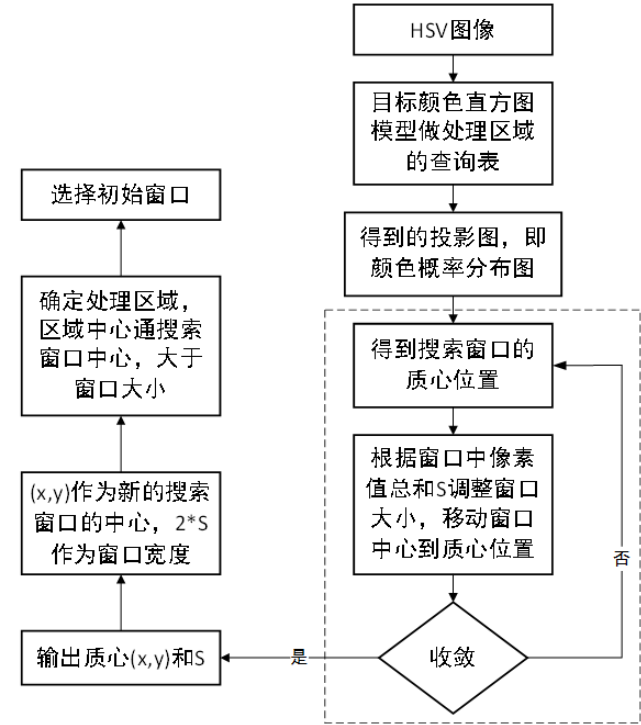 HSV图像
目标颜色直方图
模型做处理区域
的查询表
得到的投影图，即
颜色概率分布图
得到搜索窗口的
质心位置
根据窗口中像素
值总和S调整窗口
大小，移动窗口
中心到质心位置
否
收敛
是
输出质心(x,y)和S
(x,y)作为新的搜索
窗口的中心，2*S
作为窗口宽度
确定处理区域，
区域中心通搜索
窗口中心，大于
窗口大小
选择初始窗口